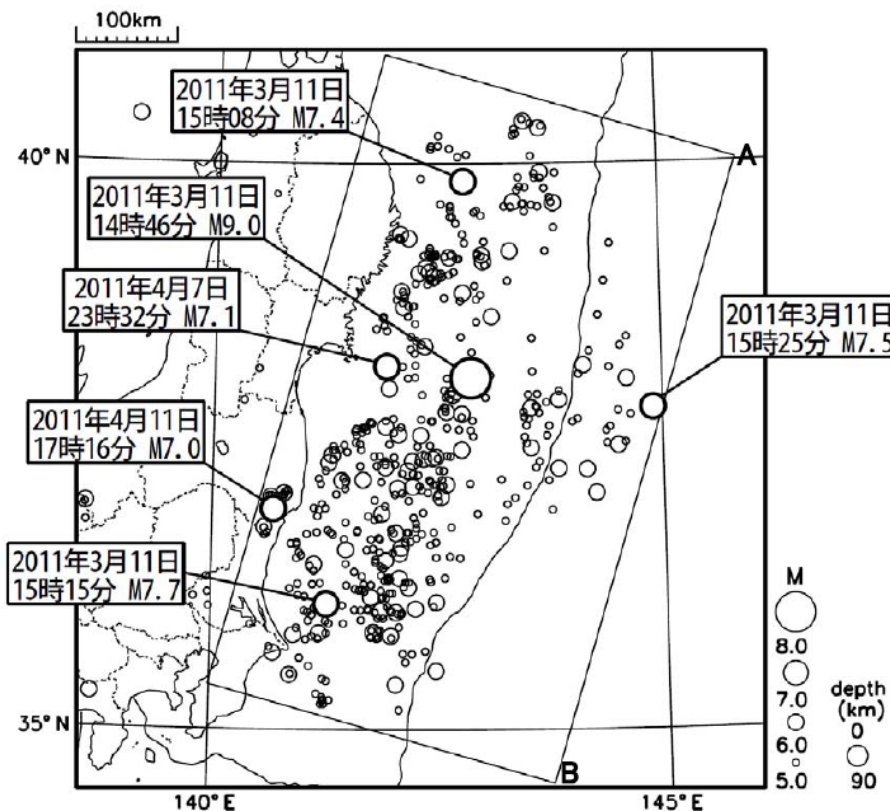 100km
2011年3月11日
15時08分 M7.4
40°N
A
2011年3月11日
14時46分 M9.0
2011年4月7日
23時32分 M7.1
2011年3月11日
15時25分 M7.5
2011年4月11日
17時16分 M7.0
2011年3月11日
15時15分 M7.7
M
8.0
7.0
6.0
5.0
depth
(km)
0
90
35°N
B
140°E
145°E